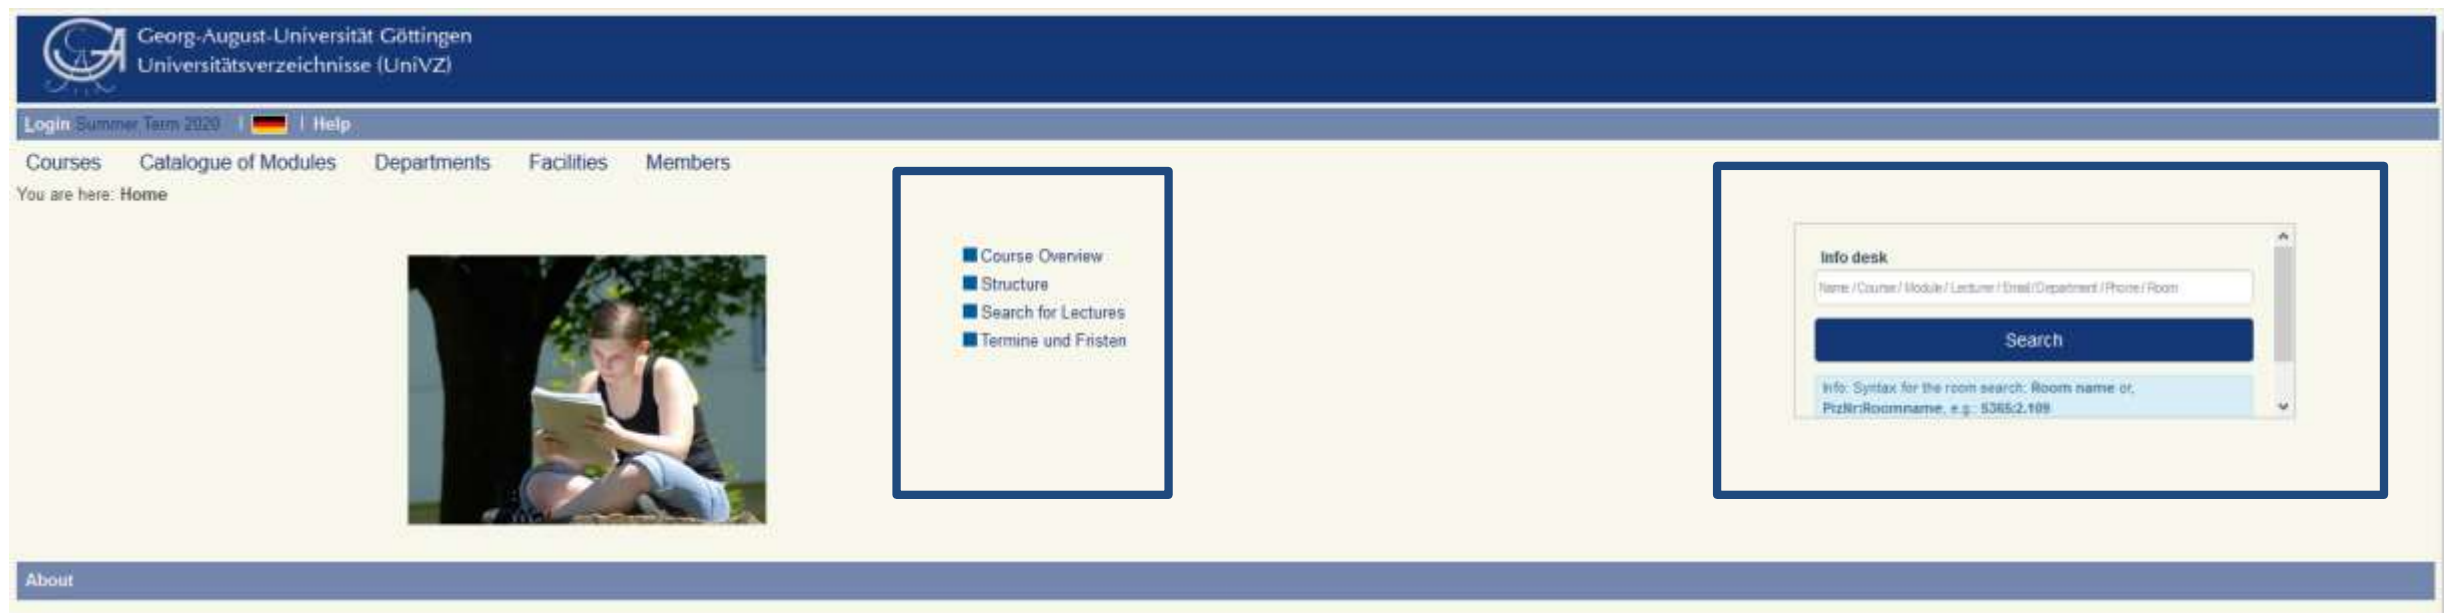 Georg-August-Universität Göttingen
Universitätsverzeichnisse (UniVZ)
Login Summer Term 2020 | | Help
Courses Catalogue of Modules Departments Facilities Members
You are here: Home
Course Overview
Structure
Search for Lectures
Termine und Fristen
Info desk
Name / Course / Module / Lecturer / Email / Department / Phone / Room
Search
Info: Syntax for the room search: Room name or,
PrzNr:Roomname, e.g.: 5365:2.109
About